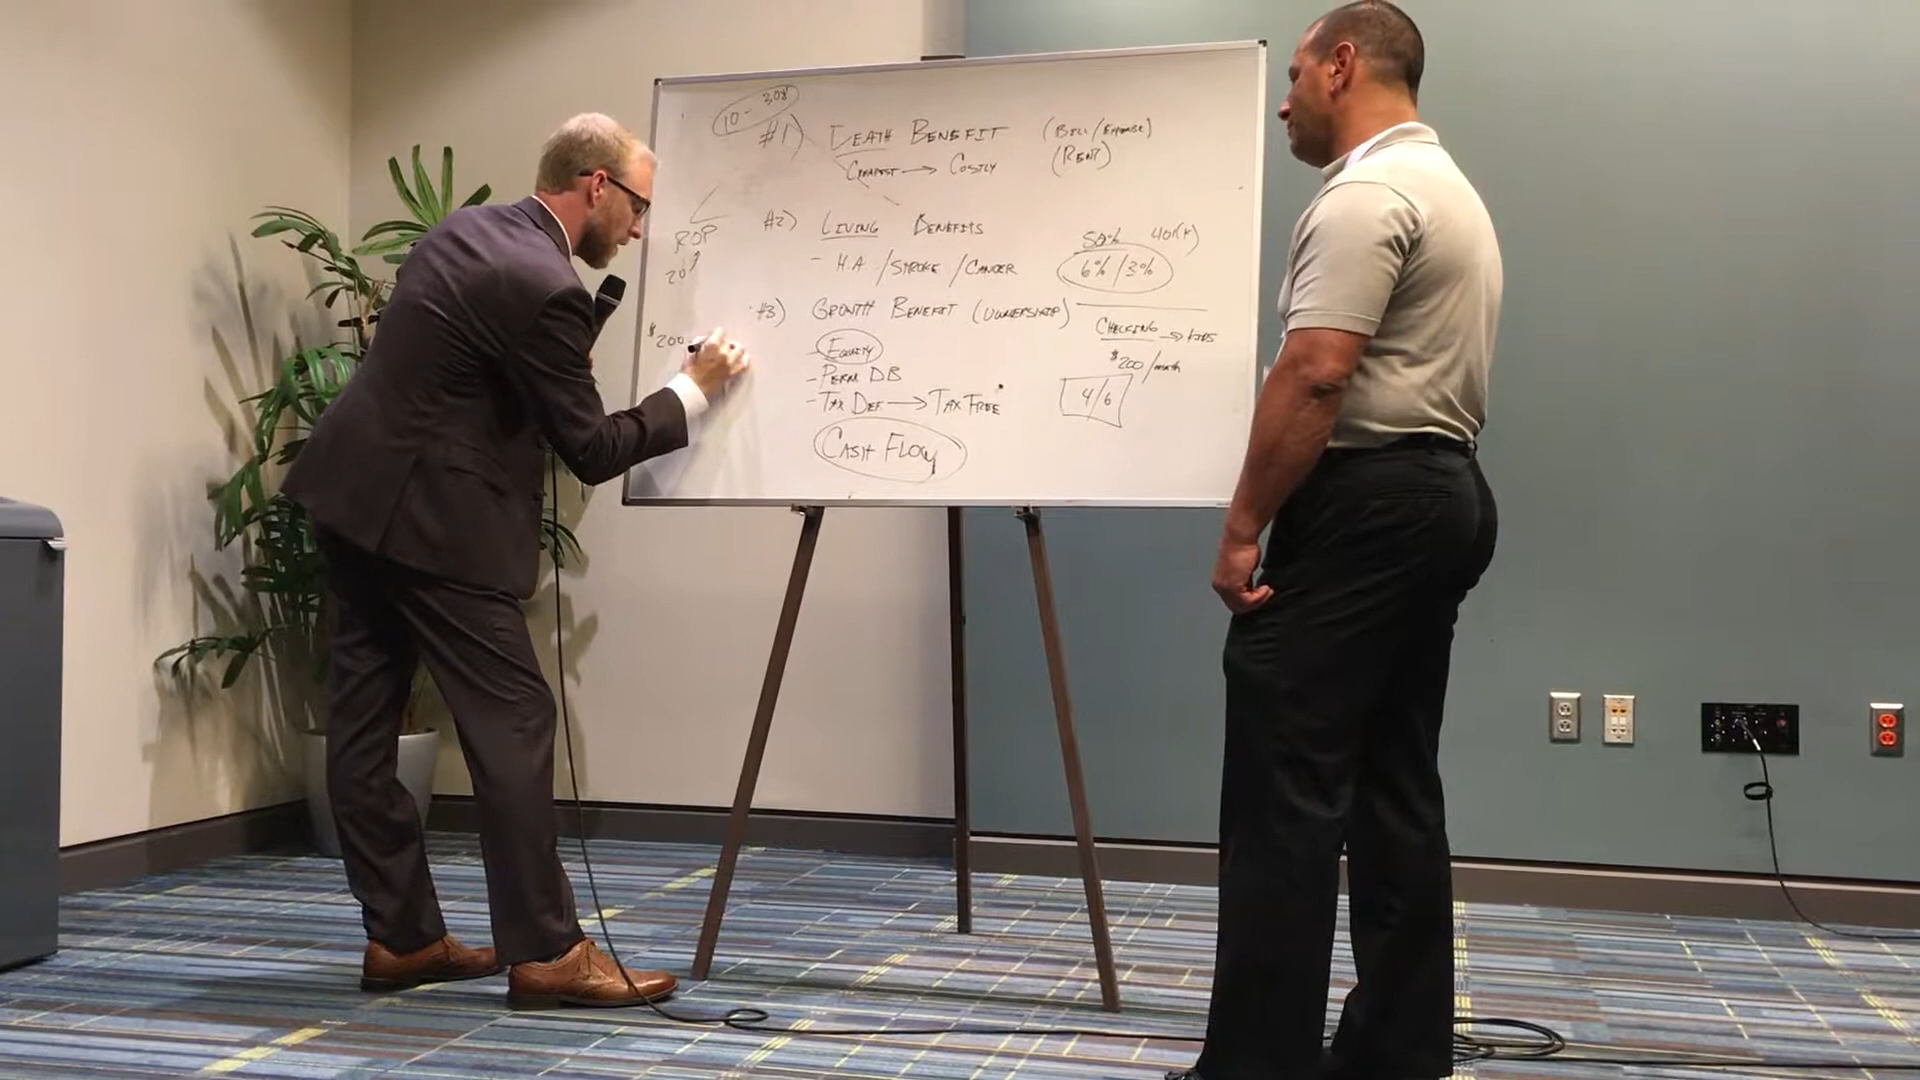 10- 30yr
#1) DEATH BENEFIT (BILL/EXPENSE)
CHEAPEST → COSTLY (RENT)
#2) LIVING BENEFITS
- H.A. /STROKE /CANCER
50% 401(K)
6%/3%
ROP
20
#3) GROWTH BENEFIT (OWNERSHIP)
$200-
- EQUITY
- PERM DB
- TAX DEF. → TAX FREE
CASH FLOW
CHECKING → KIDS
$200/month
4/6